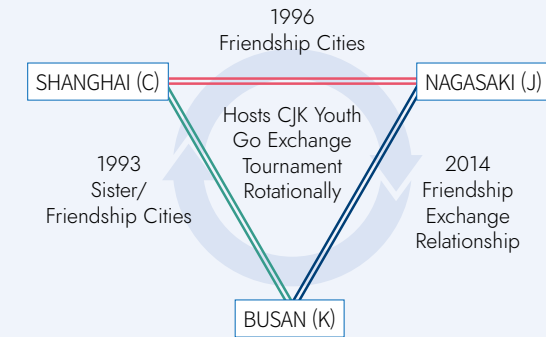 1996
Friendship Cities
SHANGHAI (C)
NAGASAKI (J)
Hosts CJK Youth
Go Exchange
Tournament
Rotationally
1993
Sister/
Friendship Cities
2014
Friendship
Exchange
Relationship
BUSAN (K)